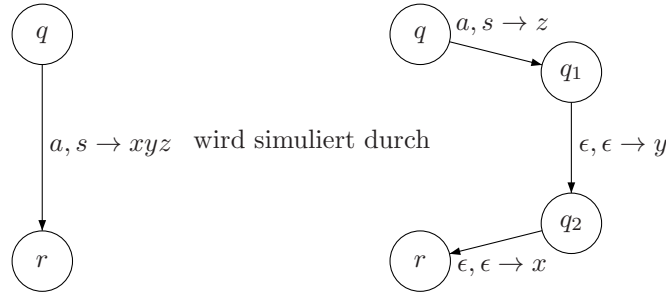 q
q
a, s → z
q₁
a, s → xyz wird simuliert durch
ϵ, ϵ → y
q₂
r
r
ϵ, ϵ → x